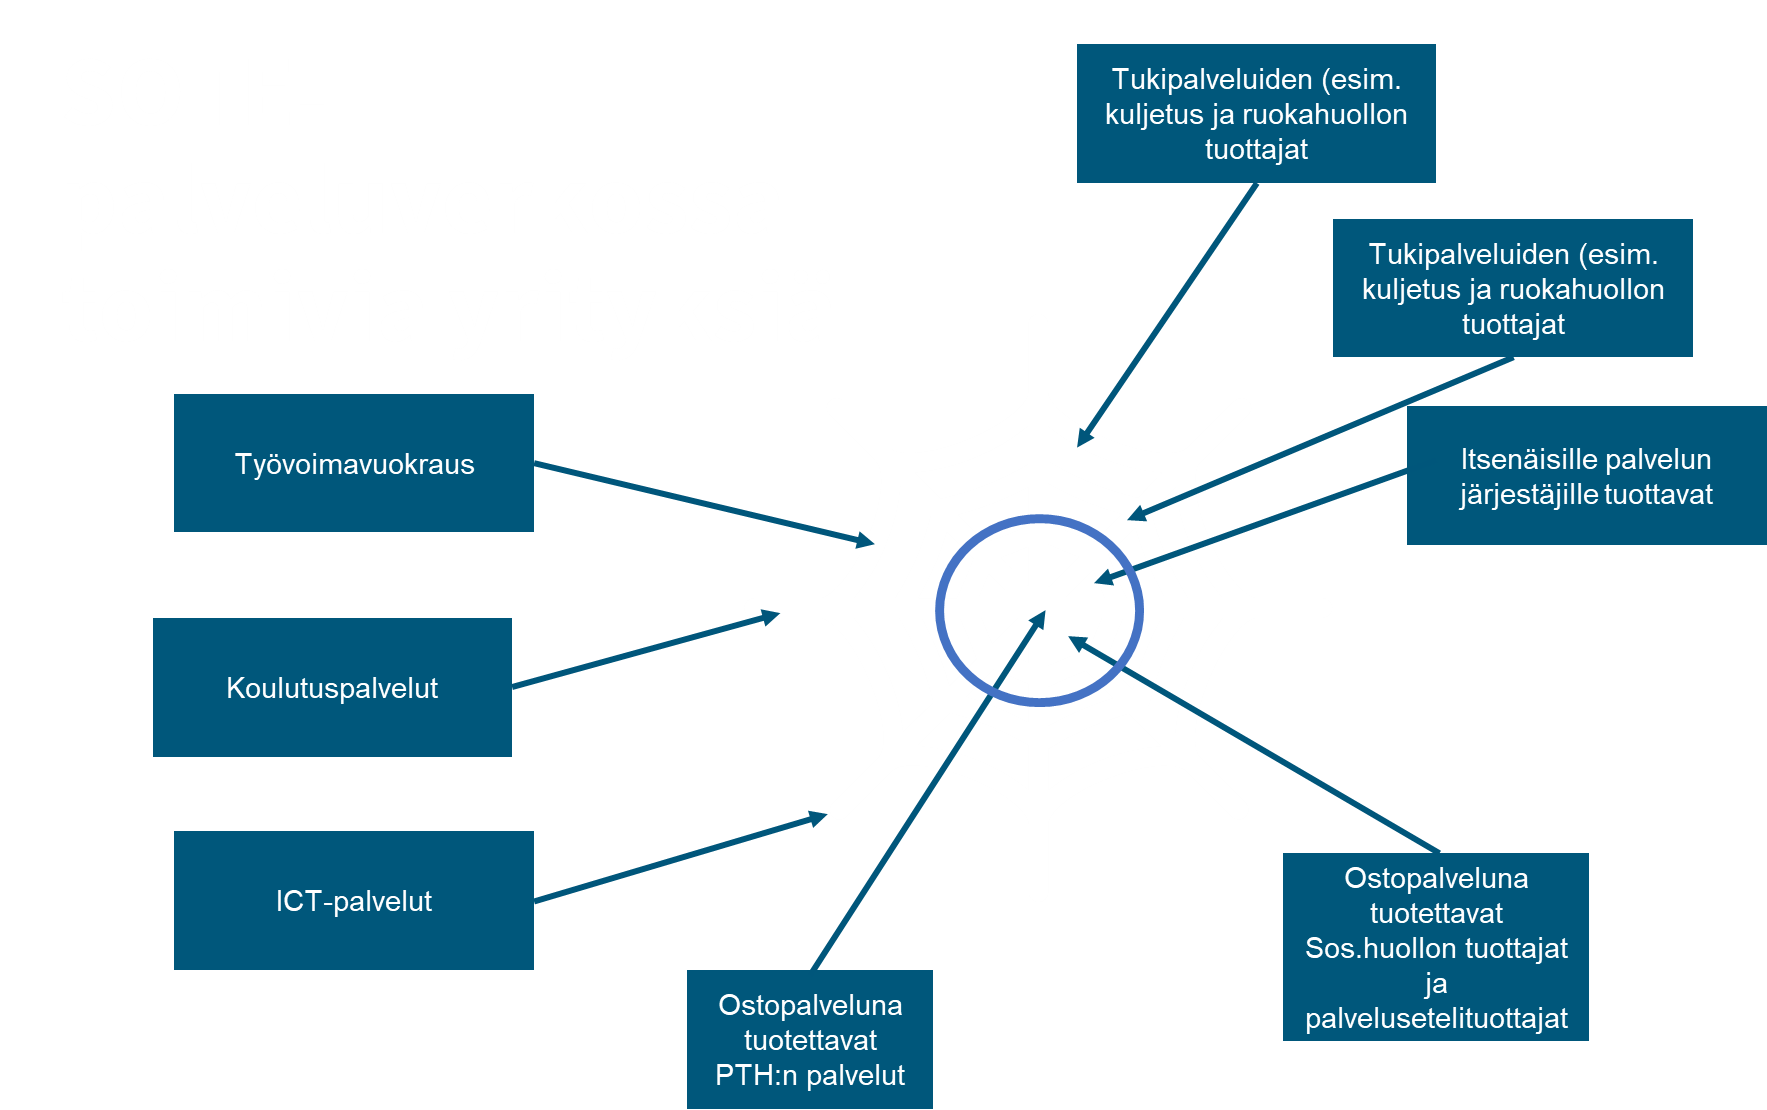 Tukipalveluiden (esim.
kuljetus ja ruokahuollon
tuottajat
Tukipalveluiden (esim.
kuljetus ja ruokahuollon
tuottajat
Työvoimavuokraus
Itsenäisille palvelun
järjestäjille tuottavat
Koulutuspalvelut
ICT-palvelut
Ostopalveluna
tuotettavat
Sos.huollon tuottajat
ja
palvelusetelituottajat
Ostopalveluna
tuotettavat
PTH:n palvelut